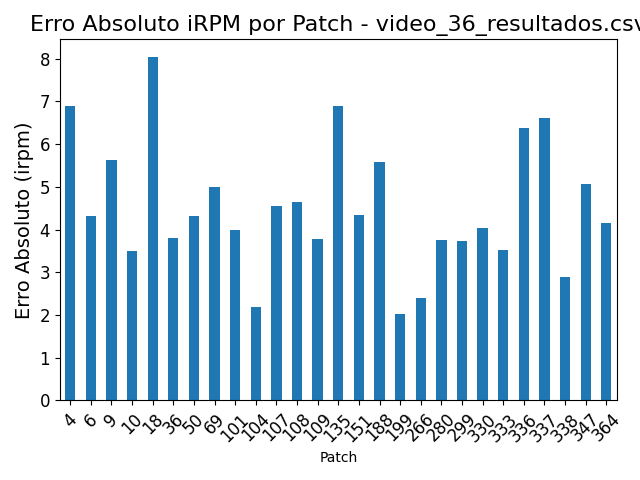 Erro Absoluto iRPM por Patch - video_36_resultados.csv
Erro Absoluto (irpm)
8
7
6
5
4
3
2
1
0
4 6 9 10 18 36 50 69 101 104 107 108 109 135 151 188 199 266 280 299 330 333 336 337 338 347 364
Patch